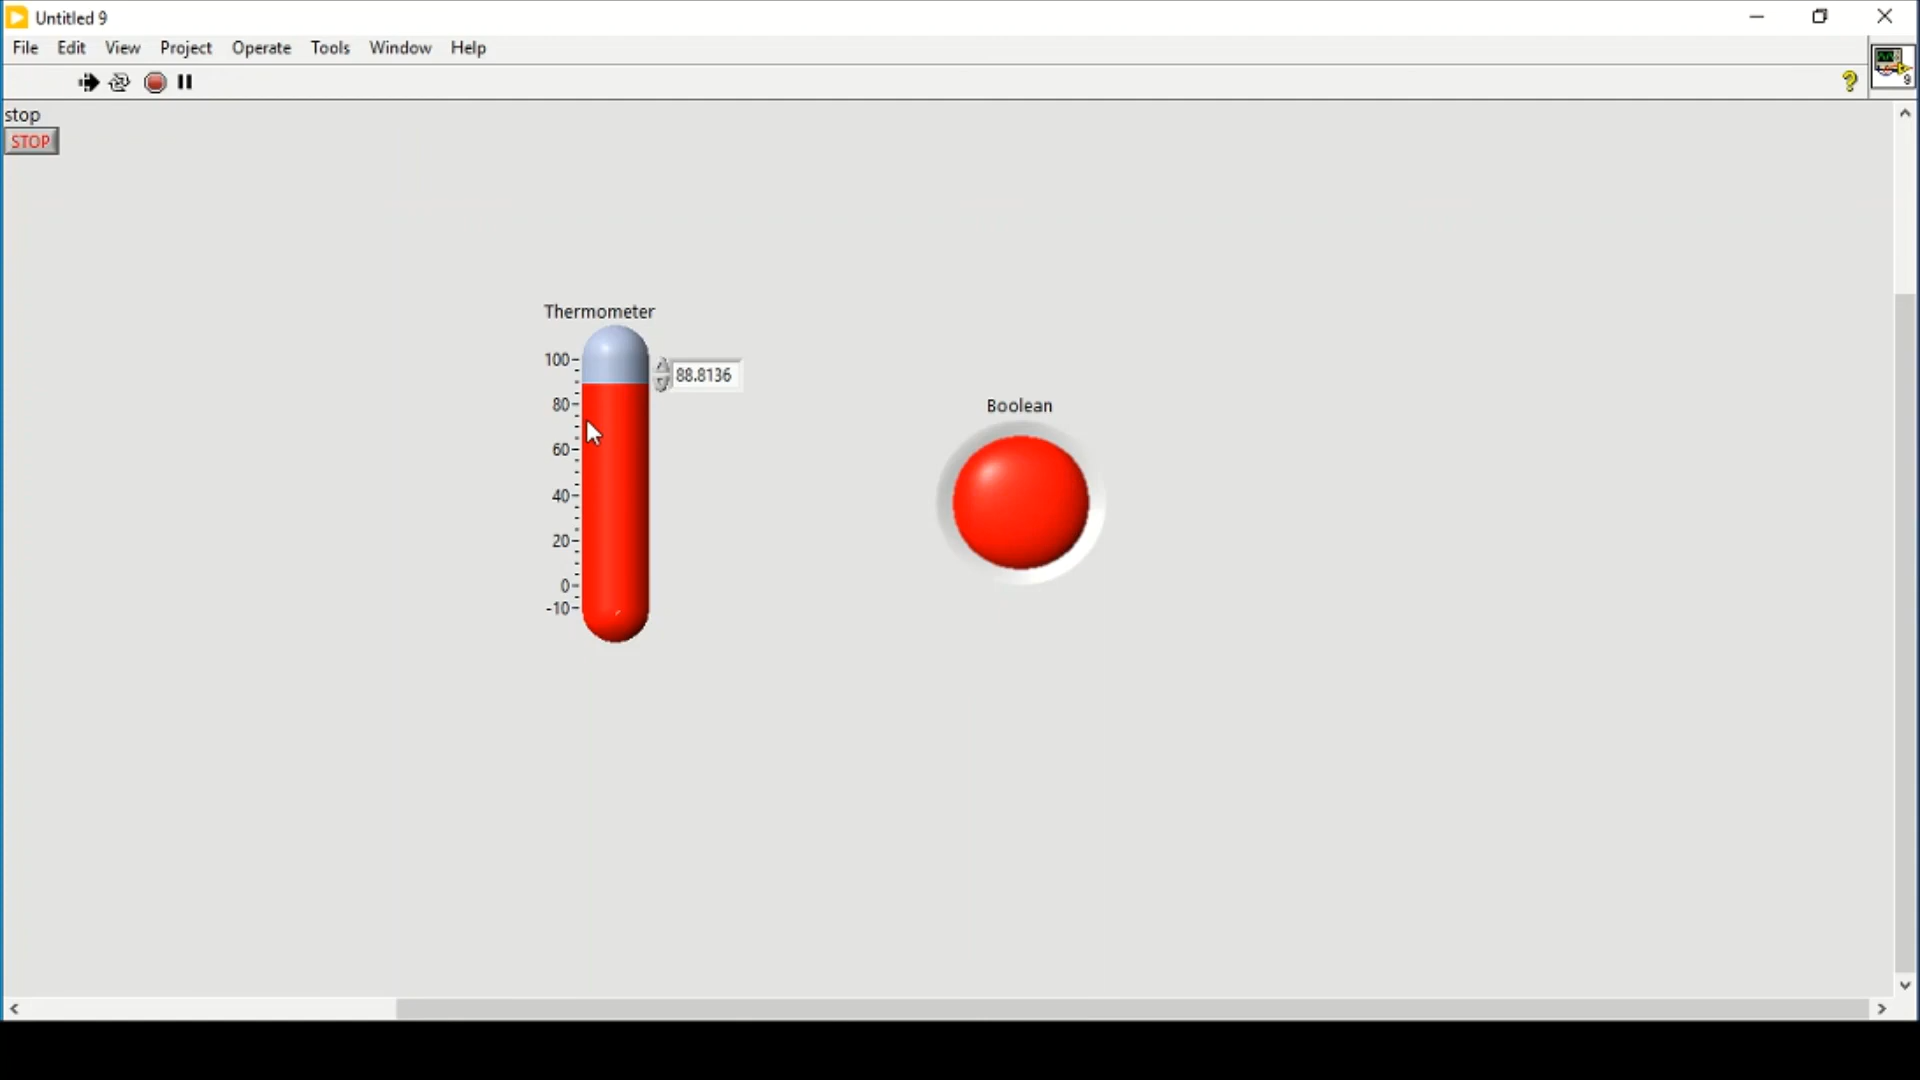 Untitled 9
File Edit View Project Operate Tools Window Help
?
9
stop
STOP
Thermometer
100
88.8136
80
60
40
20
0
-10
Boolean